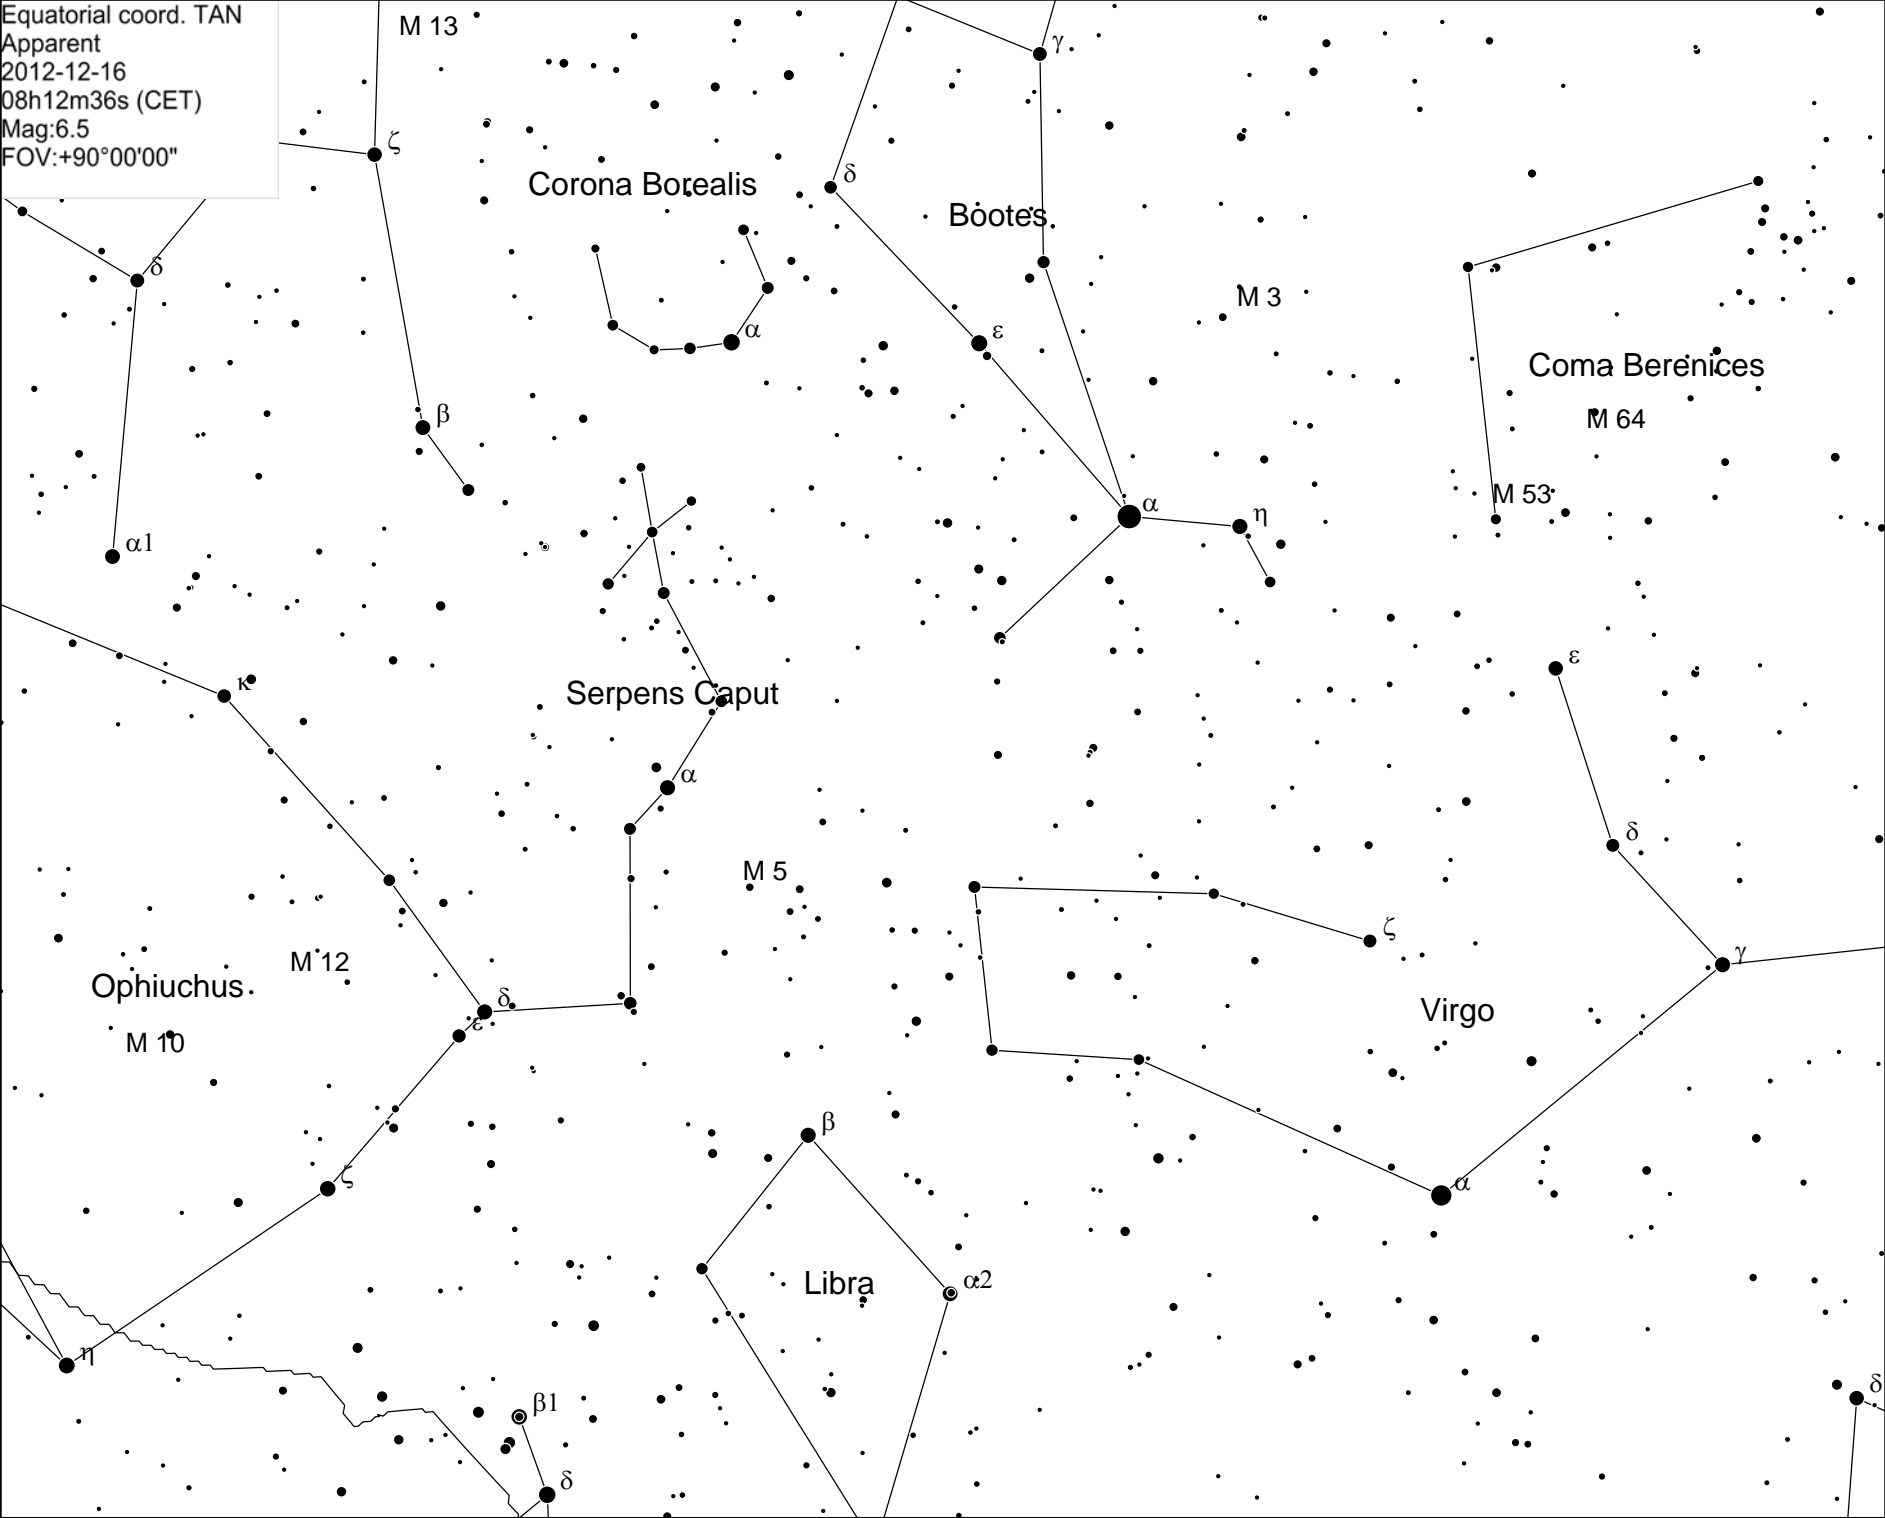 Equatorial coord. TAN
Apparent
2012-12-16
08h12m36s (CET)
Mag:6.5
FOV:+90°00'00"
M 13
γ
ζ
δ
Corona Borealis
Bootes
δ
M 3
α
ε
Coma Berenices
β
M 64
M 53
α
η
α1
ε
κ
Serpens Caput
α
δ
M 5
ζ
γ
M 12
Ophiuchus
δ
Virgo
ε
M 10
β
ζ
α
Libra
α2
η
δ
β1
δ